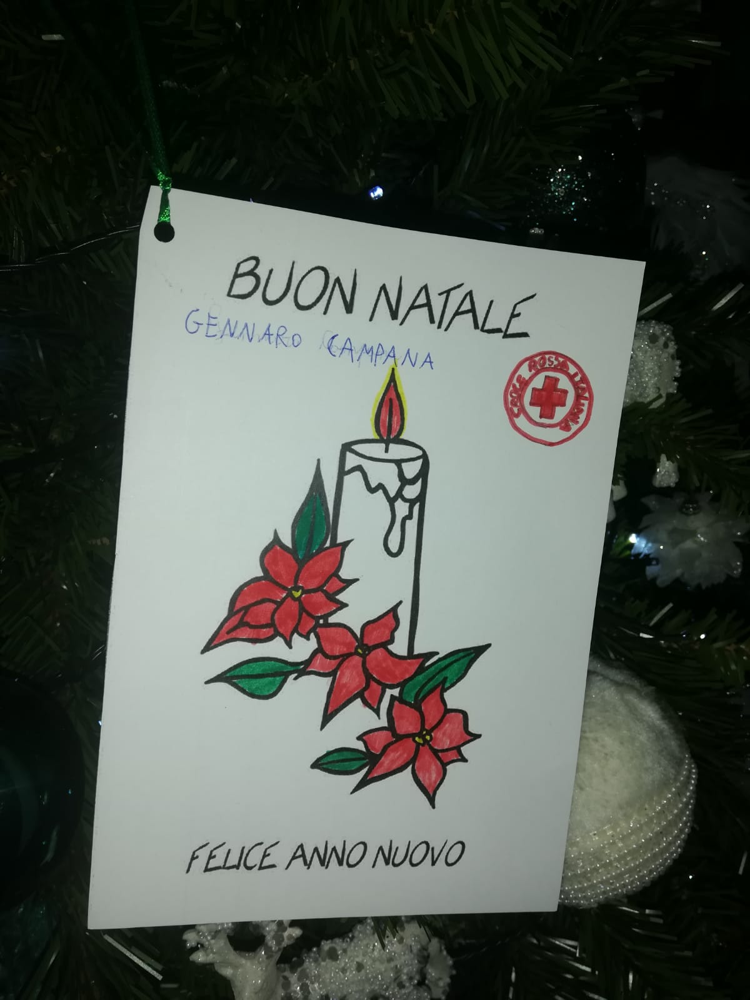 BUON NATALE
GENNARO CAMPANA
CROCE ROSSA ITALIANA
FELICE ANNO NUOVO